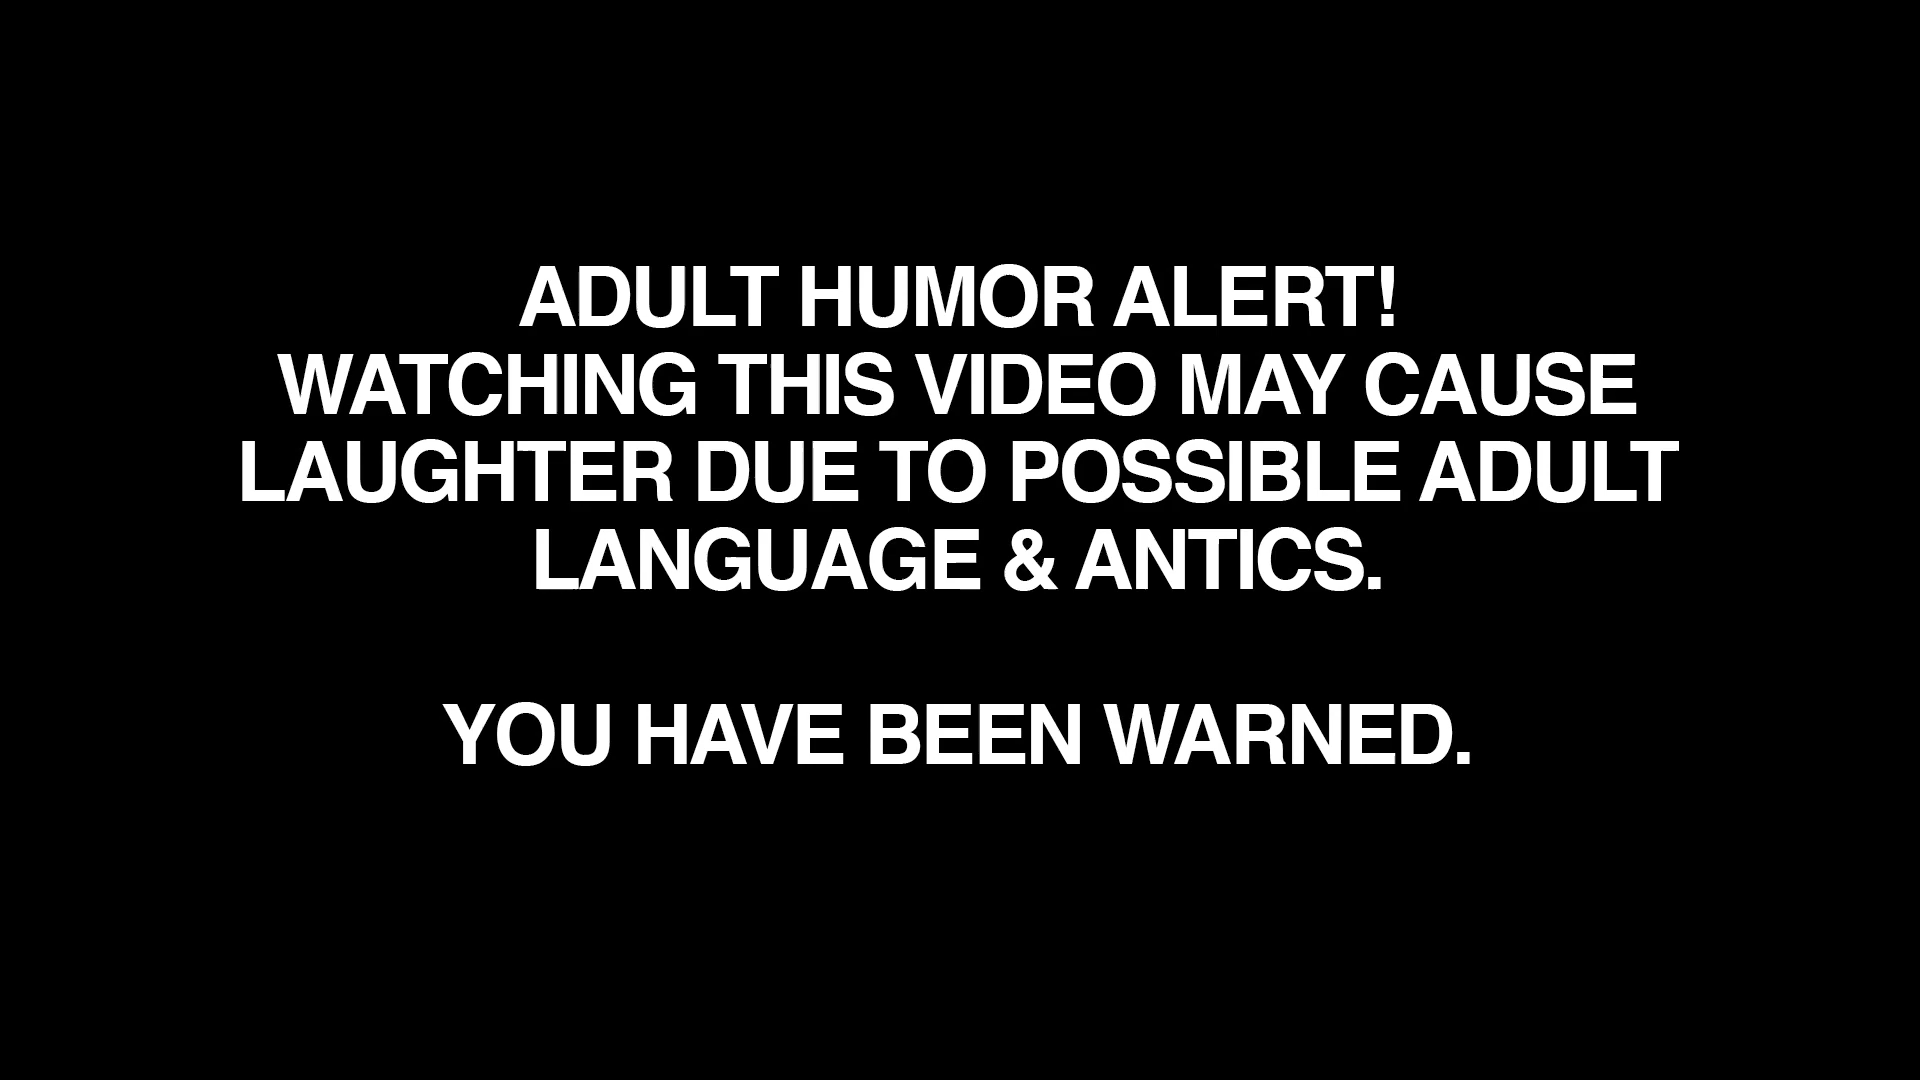 ADULT HUMOR ALERT!
WATCHING THIS VIDEO MAY CAUSE
LAUGHTER DUE TO POSSIBLE ADULT
LANGUAGE & ANTICS.
YOU HAVE BEEN WARNED.